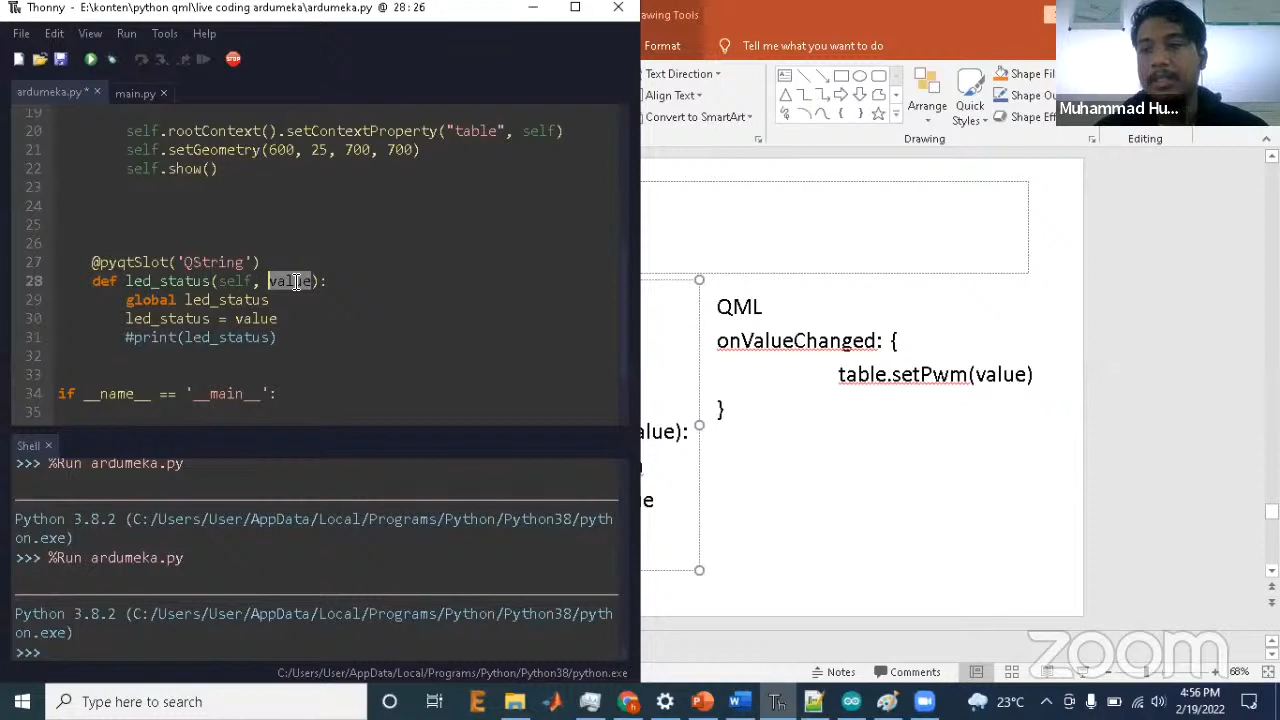 Thonny - E:\konten\python qml\live coding ardumeka\ardumeka.py @ 28:26
File Edit View Run Tools Help
ardumeka.py * main.py
19
20 self.rootContext().setContextProperty("table", self)
21 self.setGeometry(600, 25, 700, 700)
22 self.show()
23
24
25
26
27 @pyqtSlot('QString')
28 def led_status(self, value):
29 global led_status
30 led_status = value
31 #print(led_status)
32
33
34 if __name__ == '__main__':
35
Shell
>>> %Run ardumeka.py
Python 3.8.2 (C:/Users/User/AppData/Local/Programs/Python/Python38/pyth
on.exe)
>>> %Run ardumeka.py
Python 3.8.2 (C:/Users/User/AppData/Local/Programs/Python/Python38/pyth
on.exe)
>>>
C:/Users/User/AppData/Local/Programs/Python/Python38/python.exe
awing Tools
Format Tell me what you want to do
Text Direction
Align Text
Convert to SmartArt
Arrange
Quick
Styles
Shape Fil
Shape Ou
Shape Effe
Drawing
Editing
Muhammad Hu...
QML
onValueChanged: {
table.setPwm(value)
}
alue):
ue
zoom
Notes Comments 68%
Type here to search
23°C
4:56 PM
2/19/2022